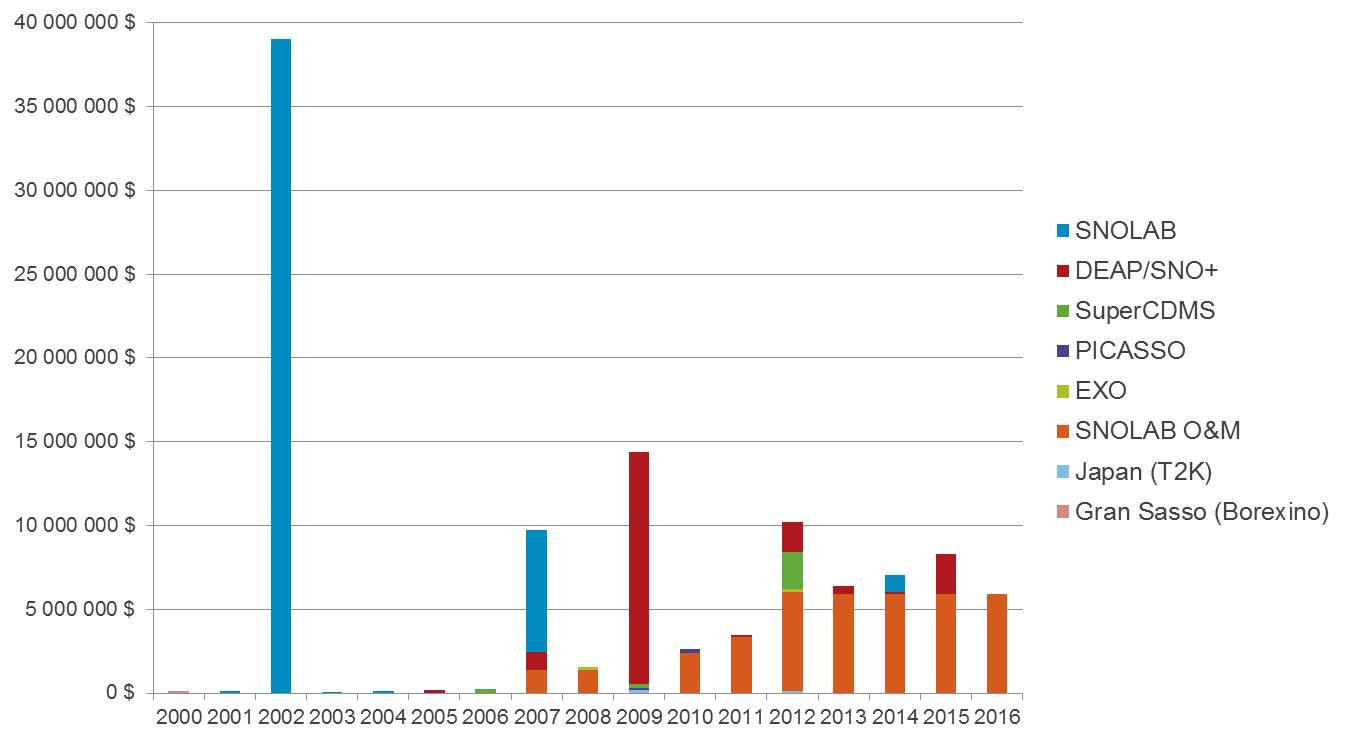 40 000 000 $
35 000 000 $
30 000 000 $
25 000 000 $
20 000 000 $
15 000 000 $
10 000 000 $
5 000 000 $
0 $
2000 2001 2002 2003 2004 2005 2006 2007 2008 2009 2010 2011 2012 2013 2014 2015 2016
SNOLAB
DEAP/SNO+
SuperCDMS
PICASSO
EXO
SNOLAB O&M
Japan (T2K)
Gran Sasso (Borexino)